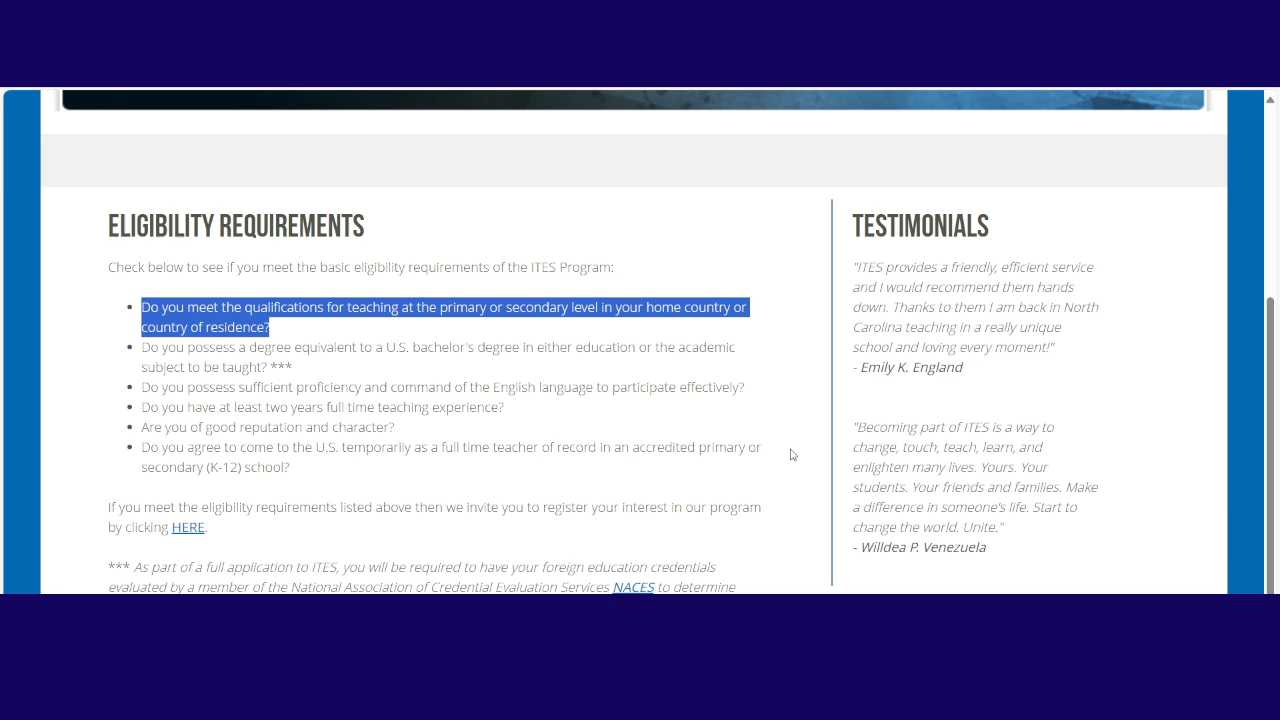 ELIGIBILITY REQUIREMENTS
Check below to see if you meet the basic eligibility requirements of the ITES Program:
Do you meet the qualifications for teaching at the primary or secondary level in your home country or
country of residence?
Do you possess a degree equivalent to a U.S. bachelor's degree in either education or the academic
subject to be taught? ***
Do you possess sufficient proficiency and command of the English language to participate effectively?
Do you have at least two years full time teaching experience?
Are you of good reputation and character?
Do you agree to come to the U.S. temporarily as a full time teacher of record in an accredited primary or
secondary (K-12) school?
If you meet the eligibility requirements listed above then we invite you to register your interest in our program
by clicking HERE.
*** As part of a full application to ITES, you will be required to have your foreign education credentials
evaluated by a member of the National Association of Credential Evaluation Services NACES to determine
TESTIMONIALS
"ITES provides a friendly, efficient service
and I would recommend them hands
down. Thanks to them I am back in North
Carolina teaching in a really unique
school and loving every moment!"
- Emily K. England
"Becoming part of ITES is a way to
change, touch, teach, learn, and
enlighten many lives. Yours. Your
students. Your friends and families. Make
a difference in someone's life. Start to
change the world. Unite."
- Willdea P. Venezuela